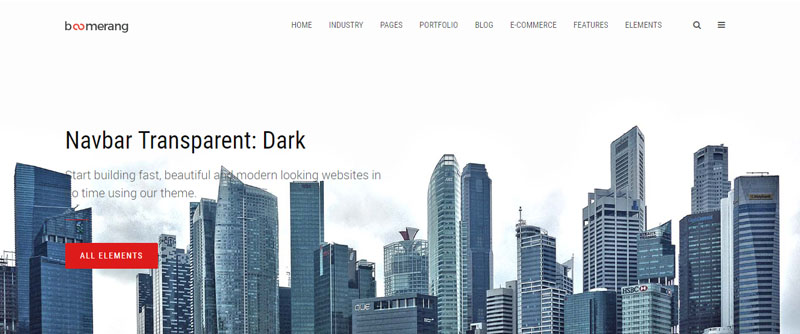 boomerang
HOME INDUSTRY PAGES PORTFOLIO BLOG E-COMMERCE FEATURES ELEMENTS
Navbar Transparent: Dark
Start building fast, beautiful and modern looking websites in
no time using our theme.
ALL ELEMENTS
HSBC